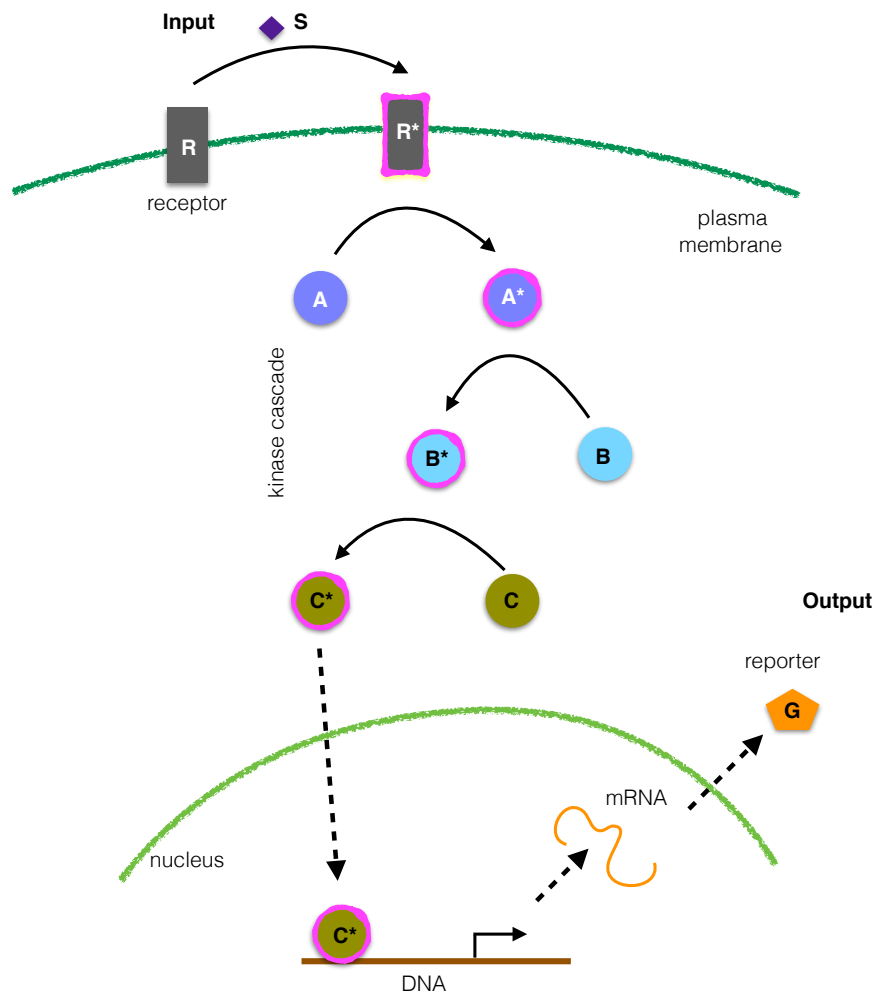 Input S
R
R*
receptor
plasma
membrane
A
A*
kinase cascade
B*
B
C*
C
Output
reporter
G
mRNA
nucleus
C*
DNA